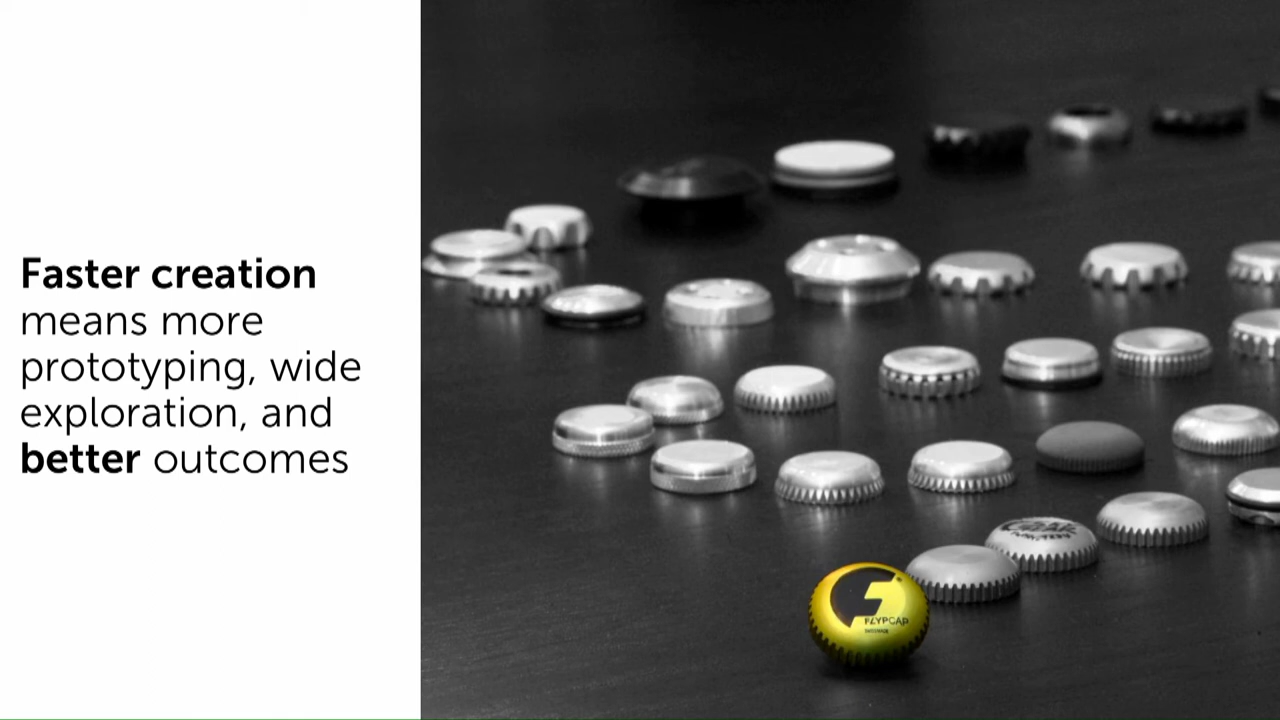 Faster creation
means more
prototyping, wide
exploration, and
better outcomes
FLYPCAP